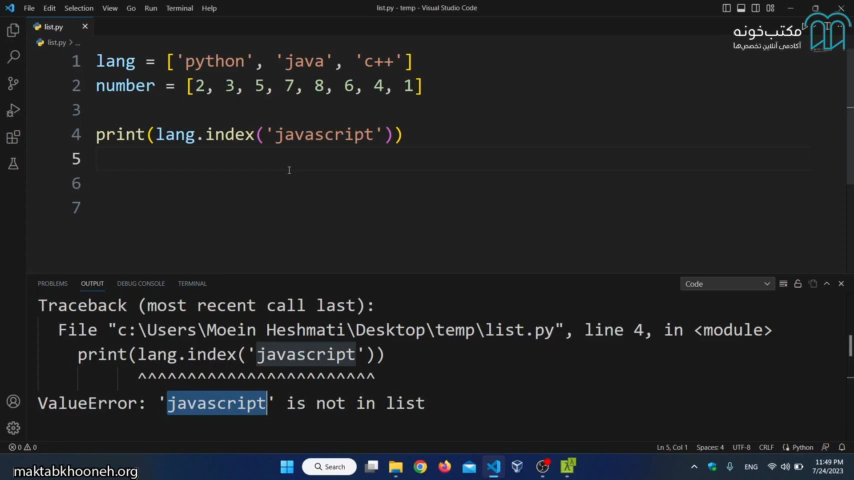 File Edit Selection View Go Run Terminal Help
list.py - temp - Visual Studio Code
list.py
list.py > ...
مکتب‌خونه
آکادمی آنلاین تخصص‌ها
1 lang = ['python', 'java', 'c++']
2 number = [2, 3, 5, 7, 8, 6, 4, 1]
3
4 print(lang.index('javascript'))
5
6
7
PROBLEMS OUTPUT DEBUG CONSOLE TERMINAL
Code
Traceback (most recent call last):
File "c:\Users\Moein Heshmati\Desktop\temp\list.py", line 4, in <module>
print(lang.index('javascript'))
^^^^^^^^^^^^^^^^^^^^^^^^
ValueError: 'javascript' is not in list
0 0
Ln 5, Col 1 Spaces: 4 UTF-8 CRLF Python
maktabkhooneh.org
Search
ENG
11:49 PM
7/24/2023